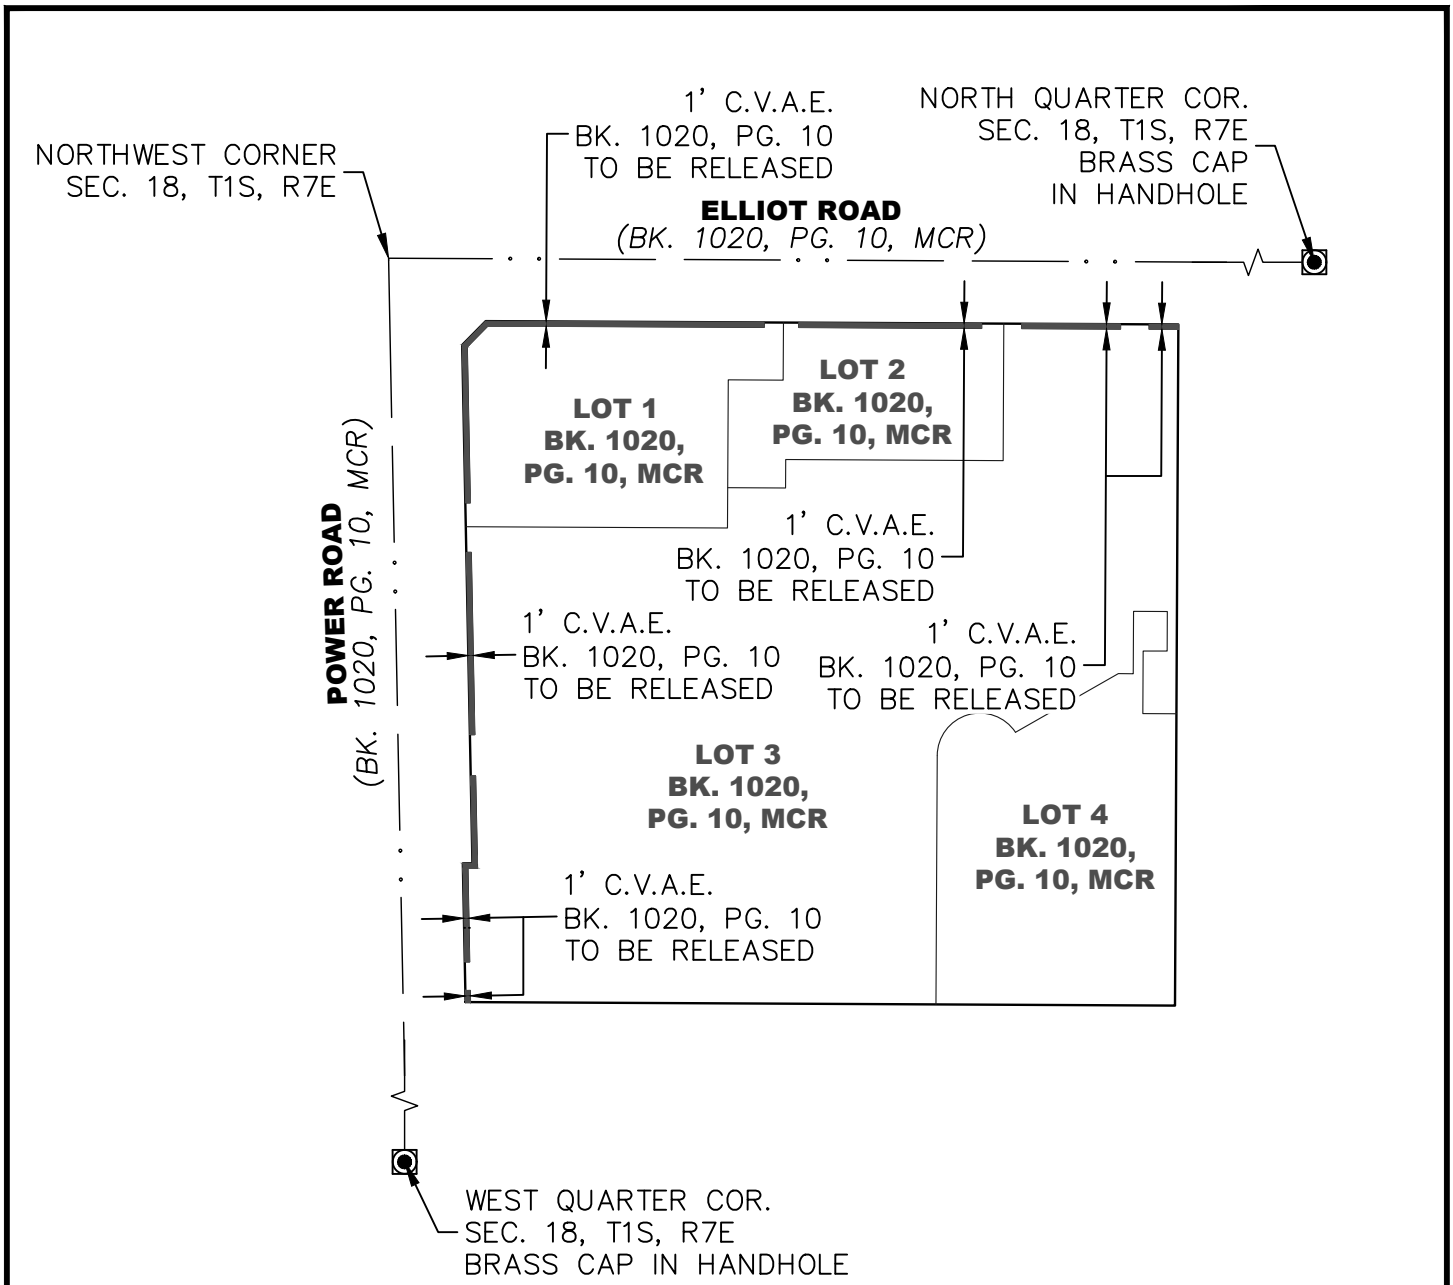 1' C.V.A.E.
BK. 1020, PG. 10
TO BE RELEASED
NORTH QUARTER COR.
SEC. 18, T1S, R7E
BRASS CAP
IN HANDHOLE
NORTHWEST CORNER
SEC. 18, T1S, R7E
ELLIOT ROAD
(BK. 1020, PG. 10, MCR)
LOT 1
BK. 1020,
PG. 10, MCR
LOT 2
BK. 1020,
PG. 10, MCR
POWER ROAD
(BK. 1020, PG. 10, MCR)
1' C.V.A.E.
BK. 1020, PG. 10
TO BE RELEASED
1' C.V.A.E.
BK. 1020, PG. 10
TO BE RELEASED
1' C.V.A.E.
BK. 1020, PG. 10
TO BE RELEASED
LOT 3
BK. 1020,
PG. 10, MCR
LOT 4
BK. 1020,
PG. 10, MCR
1' C.V.A.E.
BK. 1020, PG. 10
TO BE RELEASED
WEST QUARTER COR.
SEC. 18, T1S, R7E
BRASS CAP IN HANDHOLE